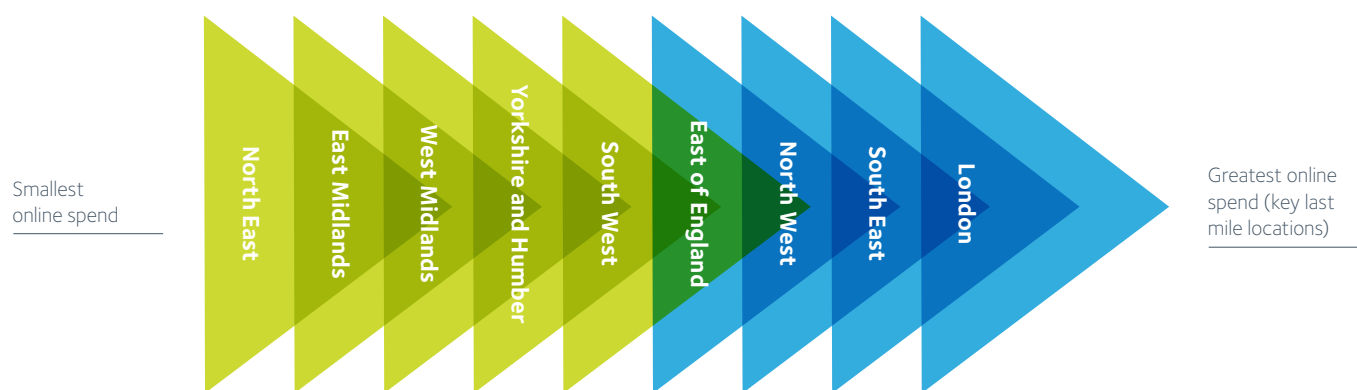 Smallest
online spend
North East
East Midlands
West Midlands
Yorkshire and Humber
South West
East of England
North West
South East
London
Greatest online
spend (key last
mile locations)